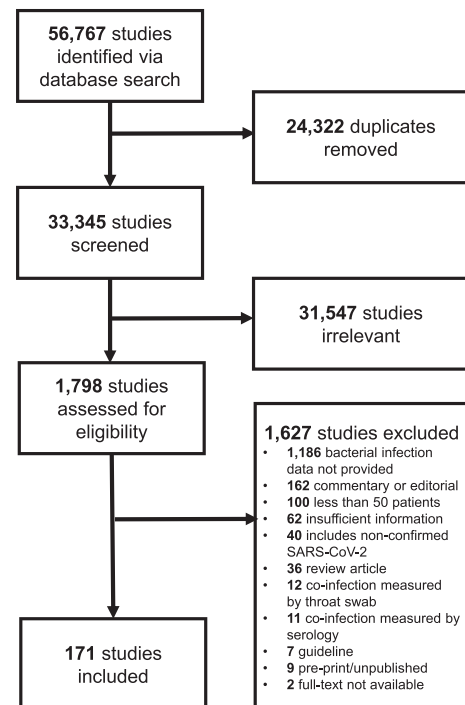 56,767 studies
identified via
database search
24,322 duplicates
removed
33,345 studies
screened
31,547 studies
irrelevant
1,798 studies
assessed for
eligibility
1,627 studies excluded
• 1,186 bacterial infection
data not provided
• 162 commentary or editorial
• 100 less than 50 patients
• 62 insufficient information
• 40 includes non-confirmed
SARS-CoV-2
• 36 review article
• 12 co-infection measured
by throat swab
• 11 co-infection measured by
serology
• 7 guideline
• 9 pre-print/unpublished
• 2 full-text not available
171 studies
included